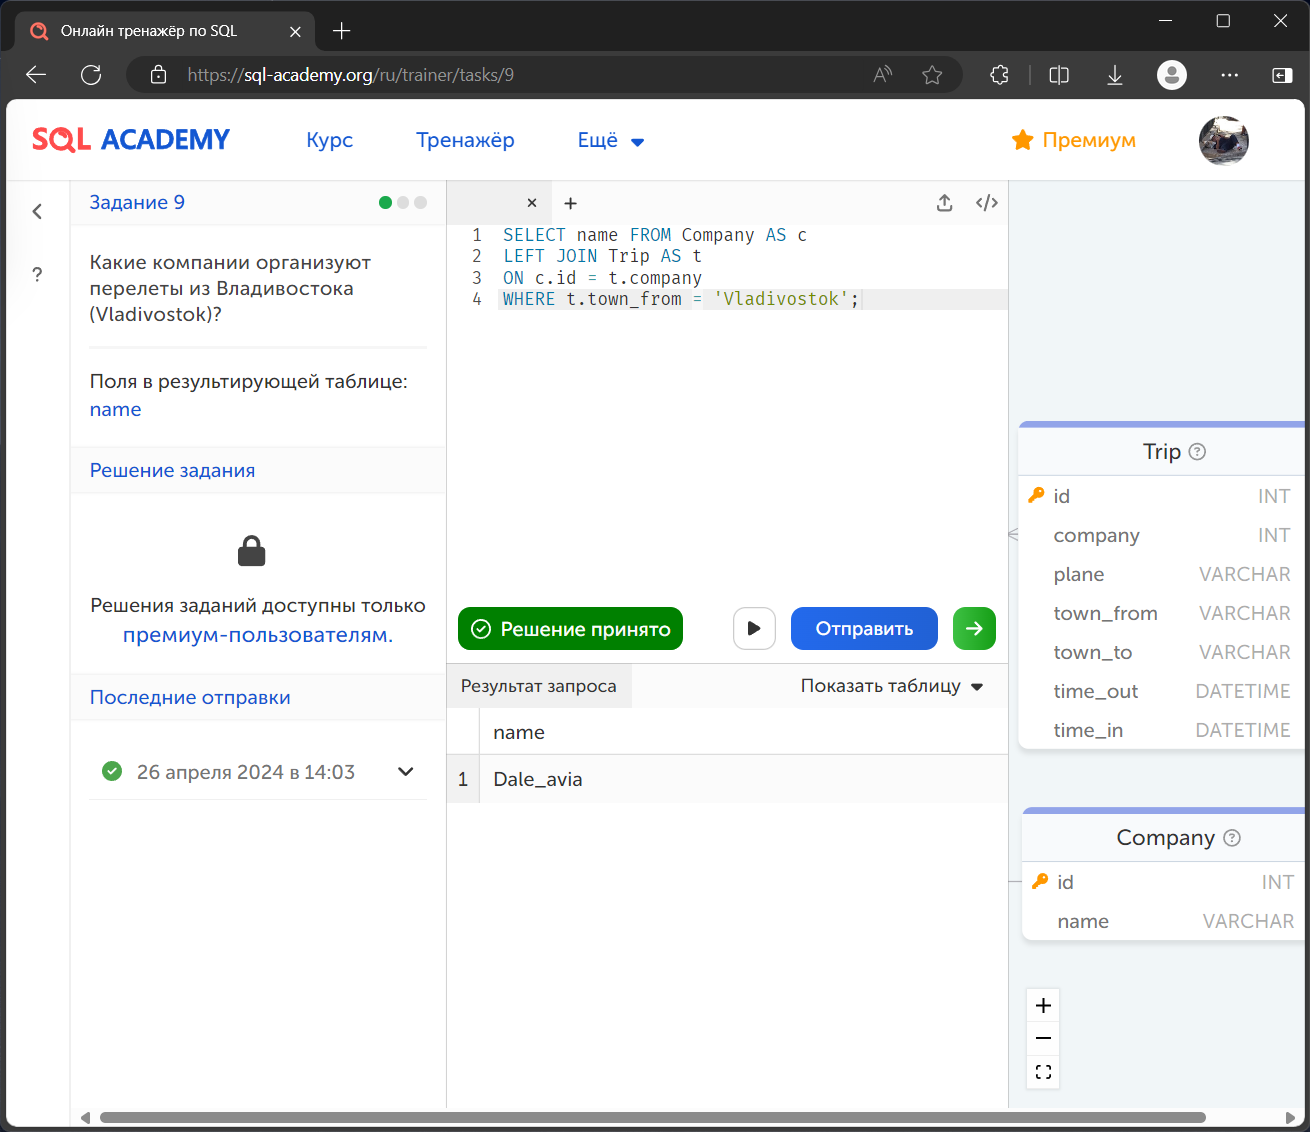 Онлайн тренажёр по SQL
https://sql-academy.org/ru/trainer/tasks/9
SQL ACADEMY
Курс
Тренажёр
Ещё
Премиум
Задание 9
Какие компании организуют
перелеты из Владивостока
(Vladivostok)?
Поля в результирующей таблице:
name
Решение задания
Решения заданий доступны только
премиум-пользователям.
Последние отправки
26 апреля 2024 в 14:03
1 SELECT name FROM Company AS c
2 LEFT JOIN Trip AS t
3 ON c.id = t.company
4 WHERE t.town_from = 'Vladivostok';
Решение принято
Отправить
Результат запроса
Показать таблицу
name
1 Dale_avia
Trip
id INT
company INT
plane VARCHAR
town_from VARCHAR
town_to VARCHAR
time_out DATETIME
time_in DATETIME
Company
id INT
name VARCHAR